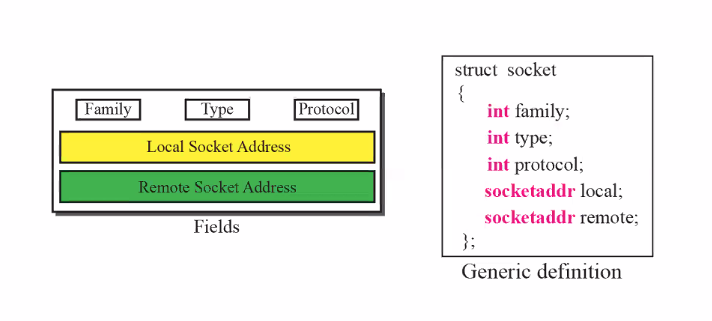 Family Type Protocol
Local Socket Address
Remote Socket Address
Fields
struct socket
{
int family;
int type;
int protocol;
socketaddr local;
socketaddr remote;
};
Generic definition